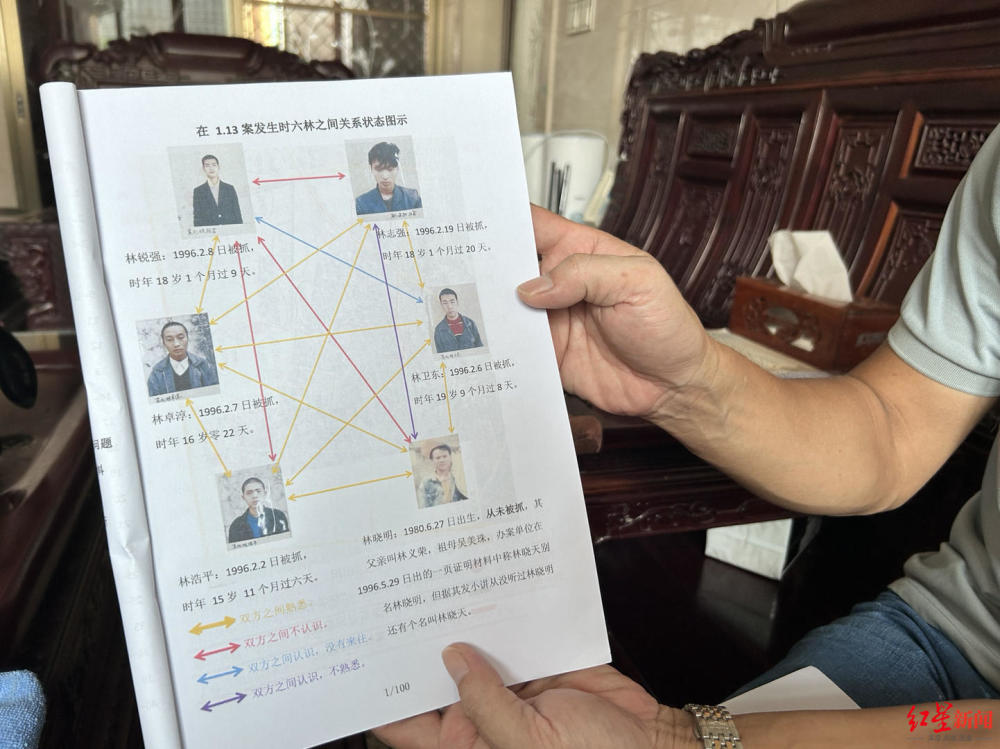 在 1.13 案发生时六林之间关系状态图示
林锐强：1996.2.8 日被抓，
时年 18 岁 1 个月过 9 天。
林志强：1996.2.19 日被抓，
时年 18 岁 1 个月过 20 天。
林卓淳：1996.2.7 日被抓，
时年 16 岁零 22 天。
林卫东：1996.2.6 日被抓，
时年 19 岁 9 个月过 8 天。
林浩平：1996.2.2 日被抓，
时年 15 岁 11 个月过六天。
林晓明：1980.6.27 日出生，从未被抓，其
父亲叫林义荣，祖母吴美珠，办案单位在
1996.5.29 日出的一页证明材料中称林晓天别
名林晓明，但据其发小讲从没听过林晓明
还有个名叫林晓天。
双方之间熟悉。
双方之间不认识。
双方之间认识，没有来往。
双方之间认识，不熟悉。
1/100
问题
红星新闻